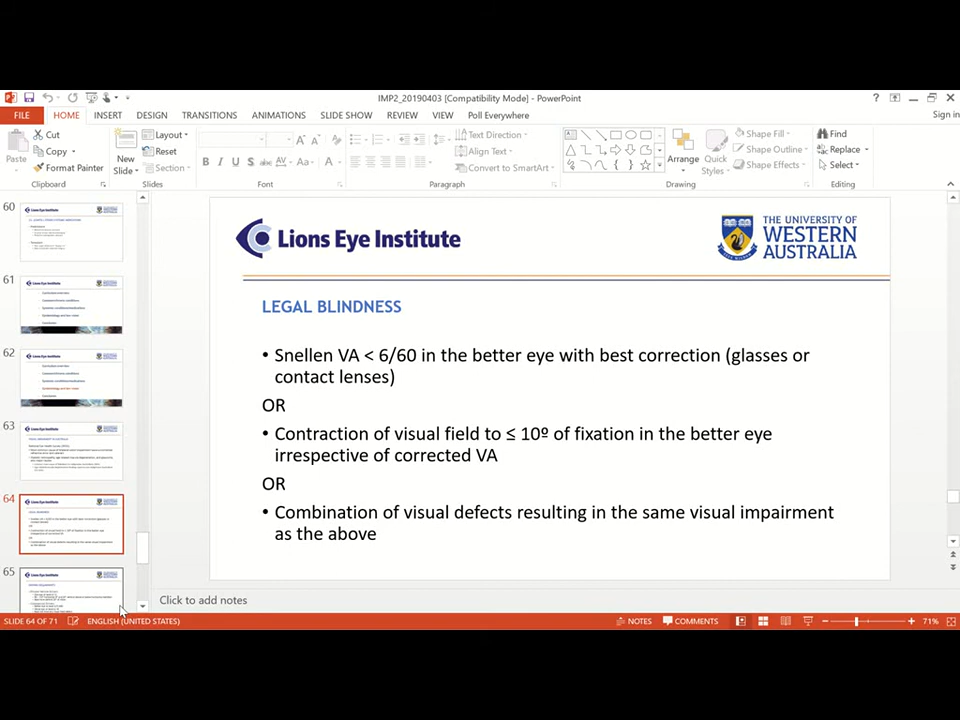 IMP2_20190403 [Compatibility Mode] - PowerPoint
?
FILE HOME INSERT DESIGN TRANSITIONS ANIMATIONS SLIDE SHOW REVIEW VIEW Poll Everywhere Sign in
Paste Cut Copy Format Painter
Clipboard
New Slide Layout Reset Section
Slides
B I U S abc AV Aa A
Font
Text Direction Align Text Convert to SmartArt
Paragraph
Arrange Quick Styles Shape Fill Shape Outline Shape Effects
Drawing
Find Replace Select
Editing
60
61
62
63
64
65
Lions Eye Institute
THE UNIVERSITY OF
WESTERN
AUSTRALIA
LEGAL BLINDNESS
• Snellen VA < 6/60 in the better eye with best correction (glasses or
contact lenses)
OR
• Contraction of visual field to ≤ 10º of fixation in the better eye
irrespective of corrected VA
OR
• Combination of visual defects resulting in the same visual impairment
as the above
Click to add notes
SLIDE 64 OF 71 ENGLISH (UNITED STATES) NOTES COMMENTS 71%